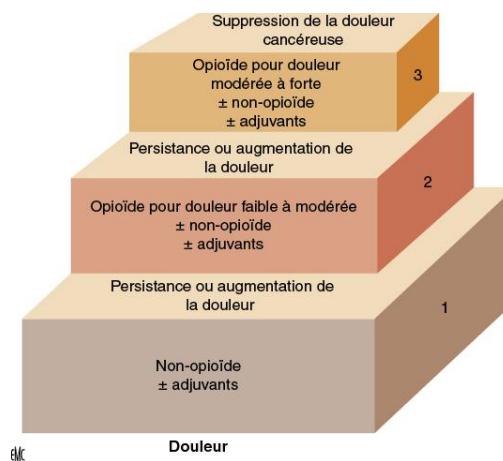 Suppression de la douleur
cancéreuse
Opioïde pour douleur
modérée à forte
± non-opioïde
± adjuvants
3
Persistance ou augmentation de
la douleur
Opioïde pour douleur faible à modérée
± non-opioïde
± adjuvants
2
Persistance ou augmentation de
la douleur
Non-opioïde
± adjuvants
1
Douleur
EMC